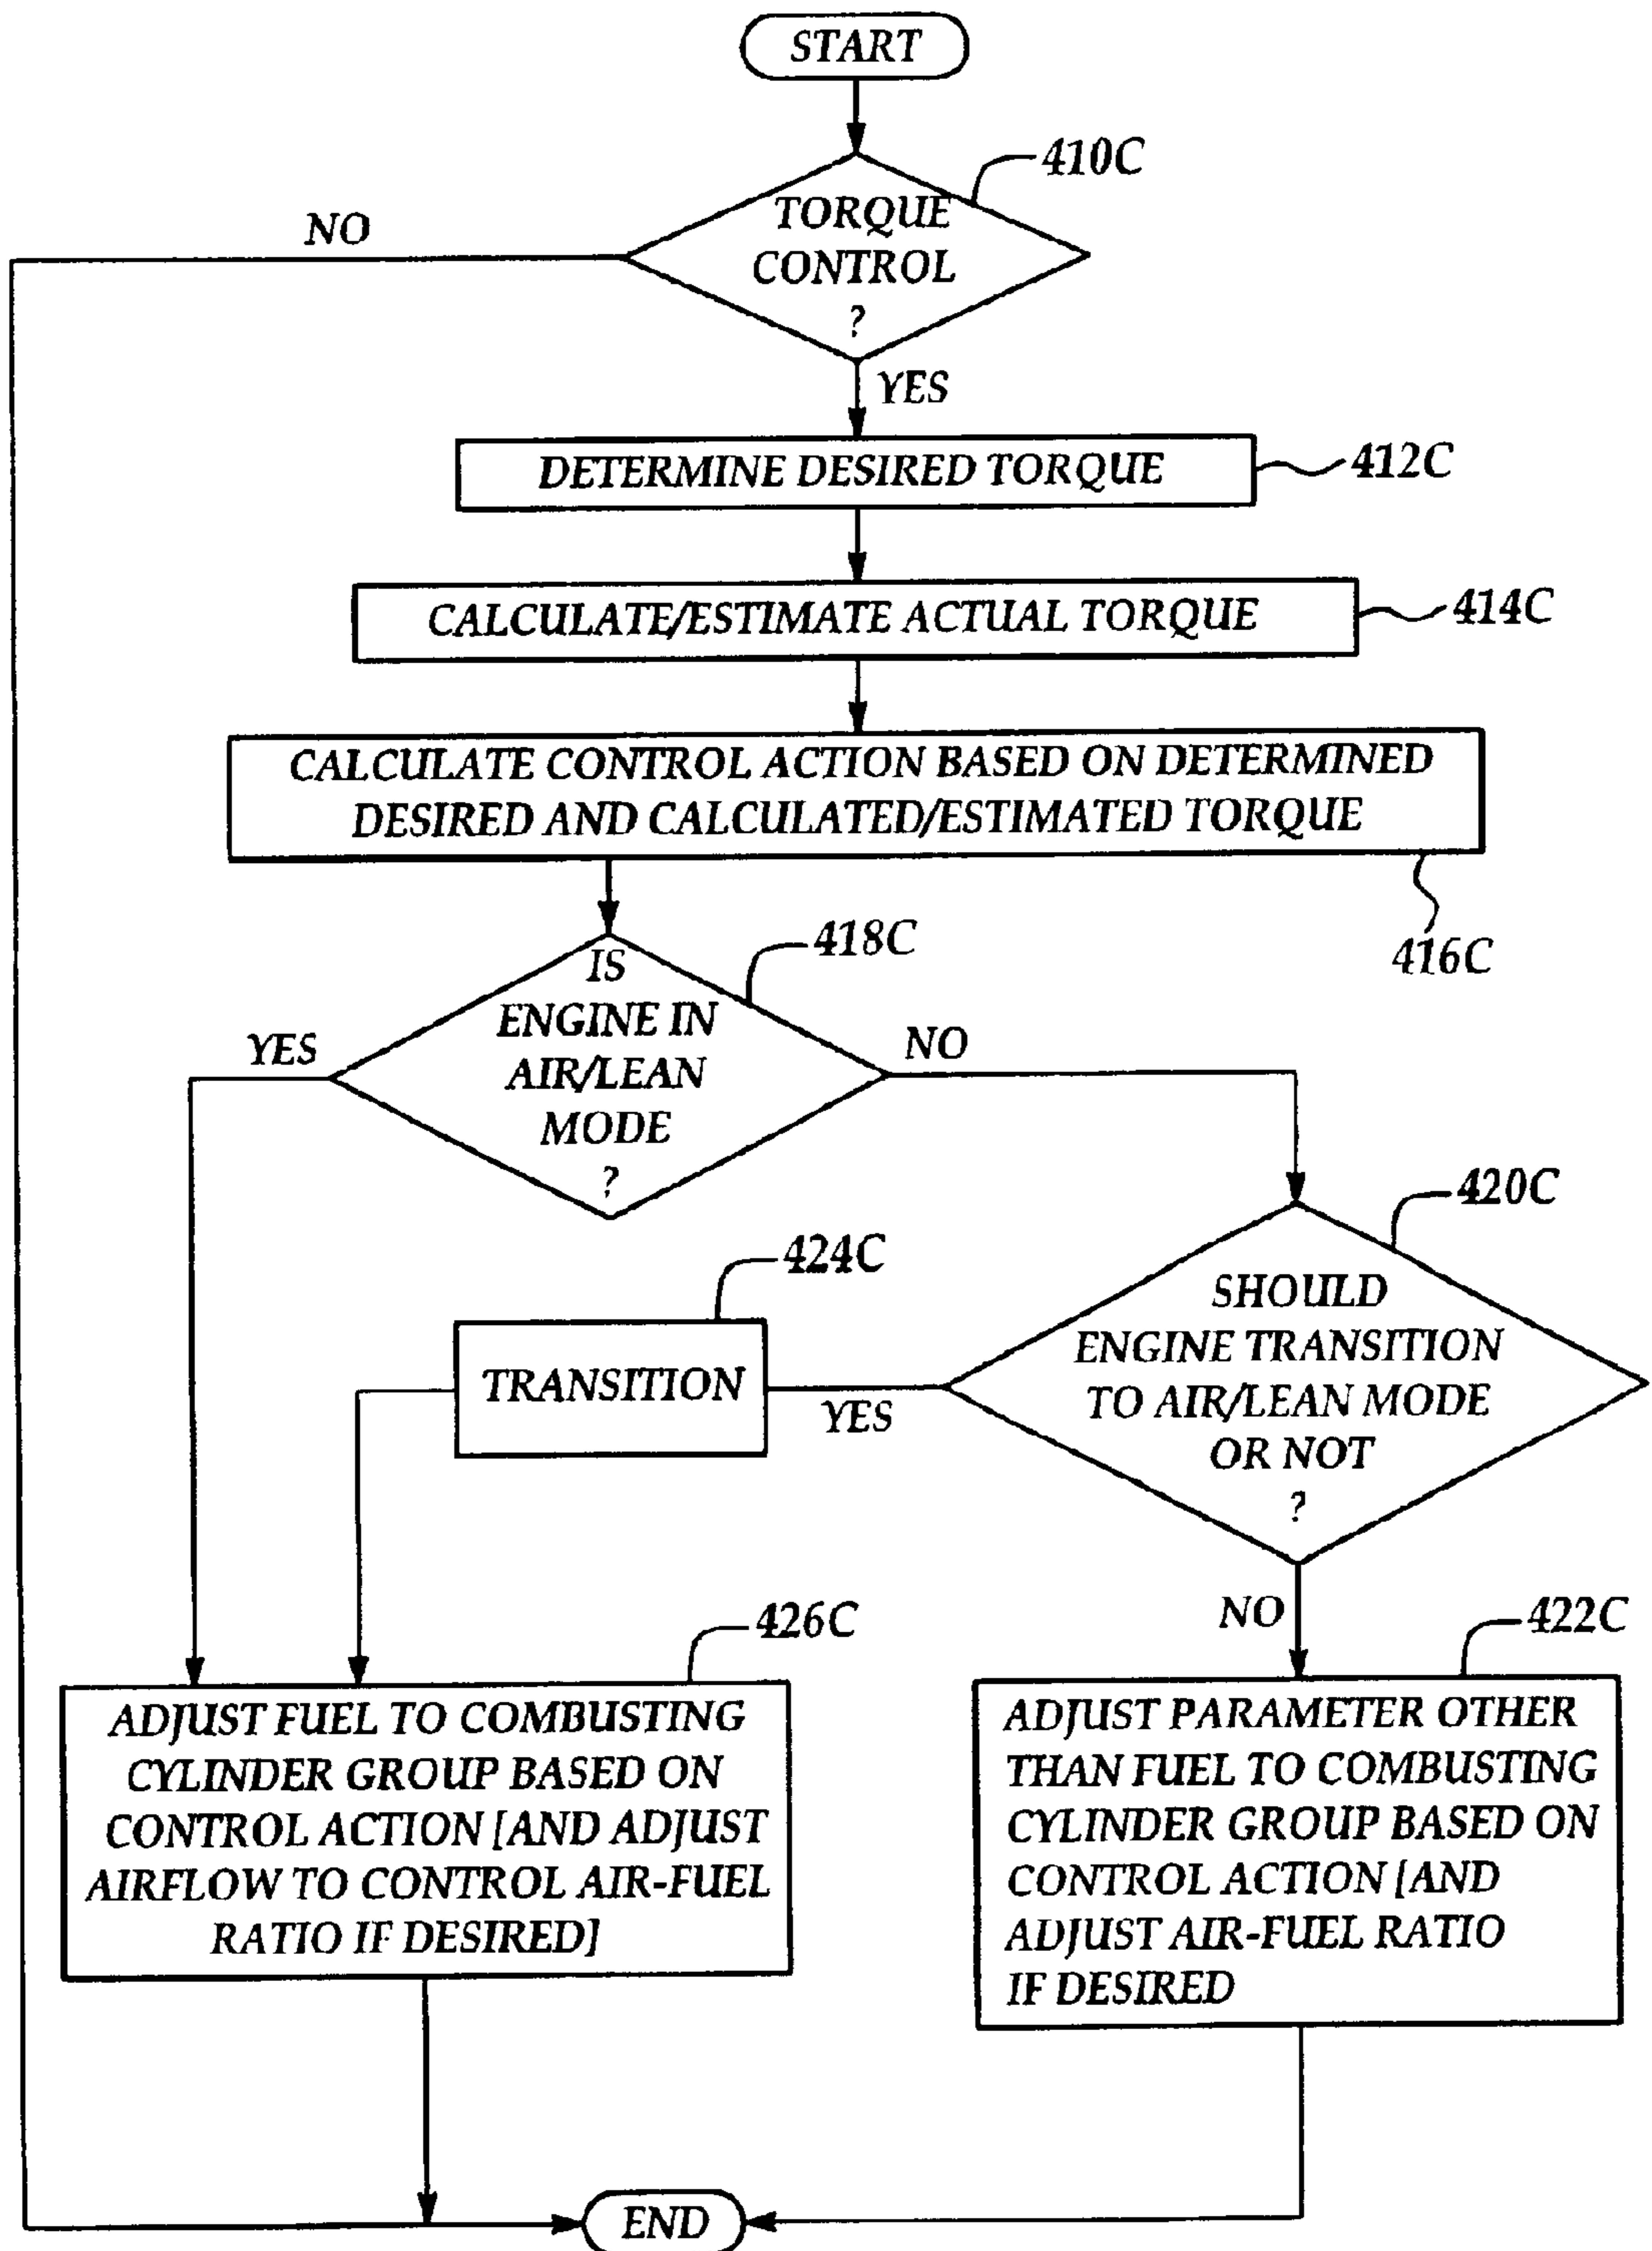 START
410C
TORQUE
CONTROL
?
NO
YES
DETERMINE DESIRED TORQUE
412C
CALCULATE/ESTIMATE ACTUAL TORQUE
414C
CALCULATE CONTROL ACTION BASED ON DETERMINED
DESIRED AND CALCULATED/ESTIMATED TORQUE
416C
418C
IS
ENGINE IN
AIR/LEAN
MODE
?
YES
NO
420C
SHOULD
ENGINE TRANSITION
TO AIR/LEAN MODE
OR NOT
?
424C
TRANSITION
YES
NO
426C
ADJUST FUEL TO COMBUSTING
CYLINDER GROUP BASED ON
CONTROL ACTION [AND ADJUST
AIRFLOW TO CONTROL AIR-FUEL
RATIO IF DESIRED]
422C
ADJUST PARAMETER OTHER
THAN FUEL TO COMBUSTING
CYLINDER GROUP BASED ON
CONTROL ACTION [AND
ADJUST AIR-FUEL RATIO
IF DESIRED
END